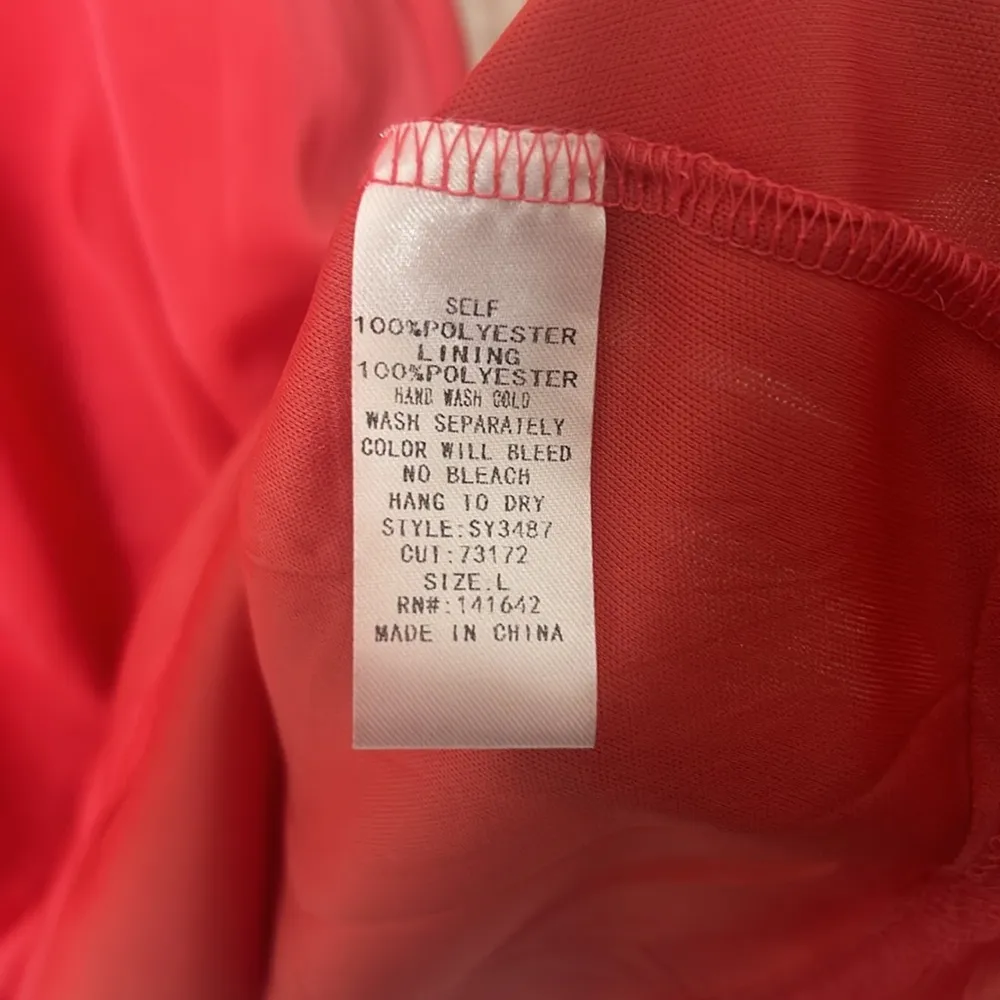 SELF
100%POLYESTER
LINING
100%POLYESTER
HAND WASH COLD
WASH SEPARATELY
COLOR WILL BLEED
NO BLEACH
HANG TO DRY
STYLE:SY3487
CUT:73172
SIZE.L
RN#:141642
MADE IN CHINA